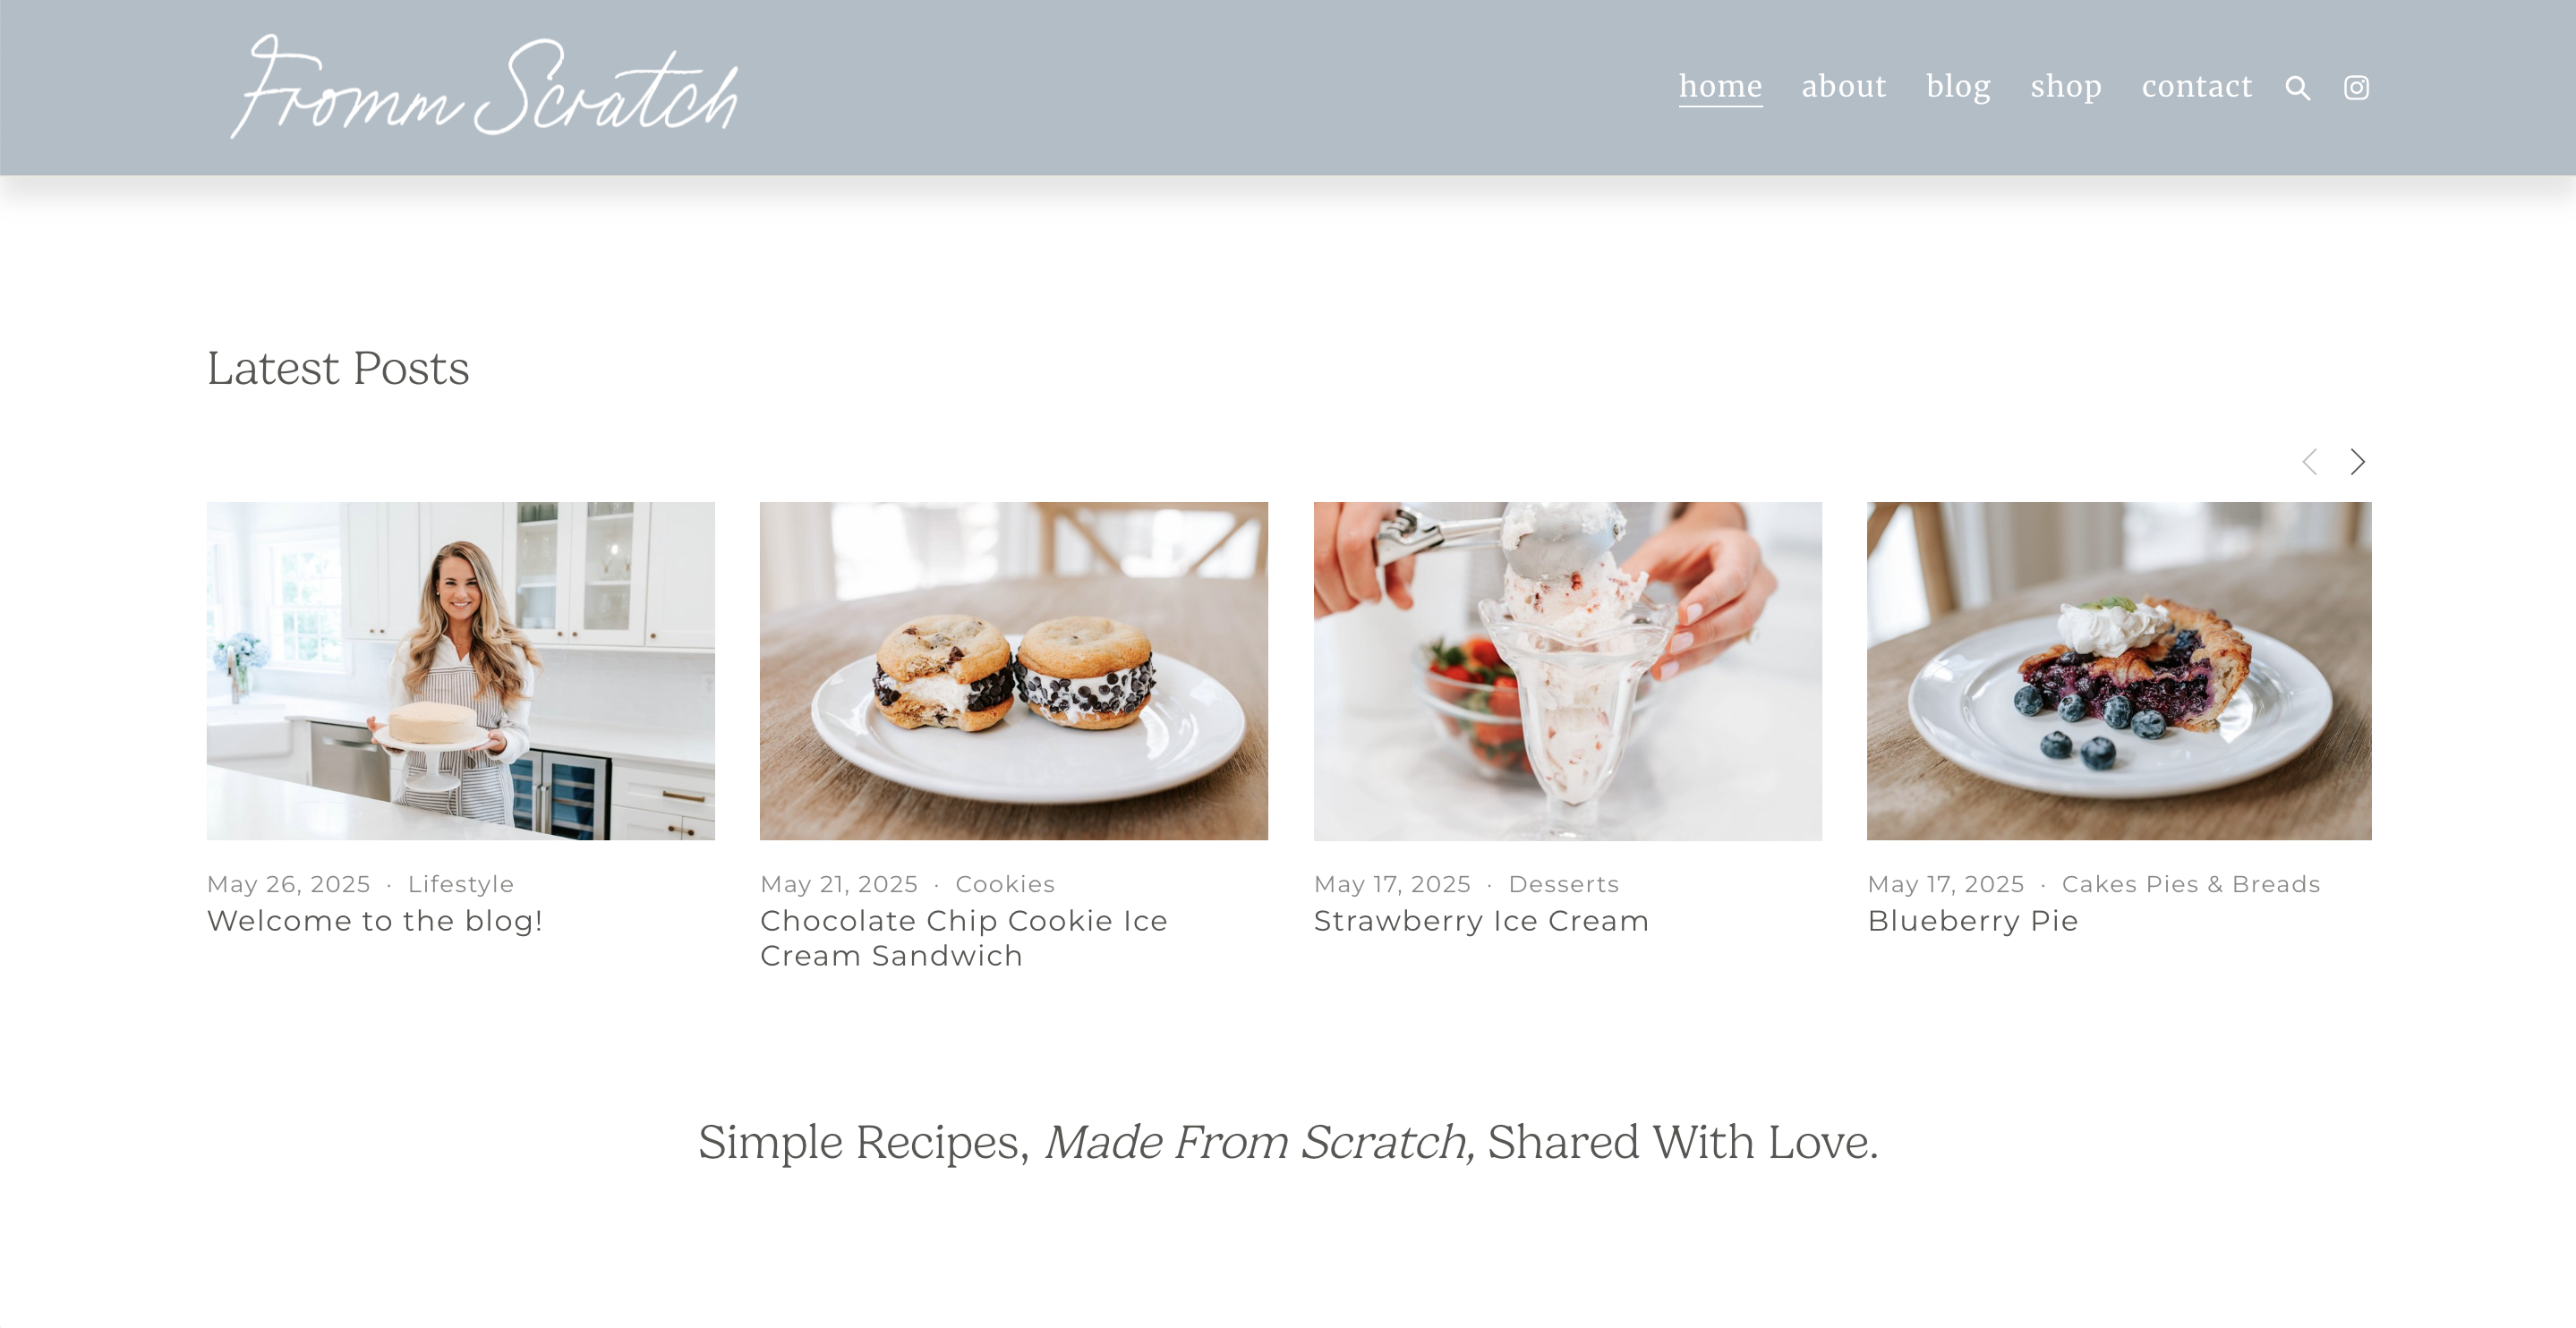 Fromm Scratch
home about blog shop contact
Latest Posts
May 26, 2025 · Lifestyle
Welcome to the blog!
May 21, 2025 · Cookies
Chocolate Chip Cookie Ice
Cream Sandwich
May 17, 2025 · Desserts
Strawberry Ice Cream
May 17, 2025 · Cakes Pies & Breads
Blueberry Pie
Simple Recipes, Made From Scratch, Shared With Love.